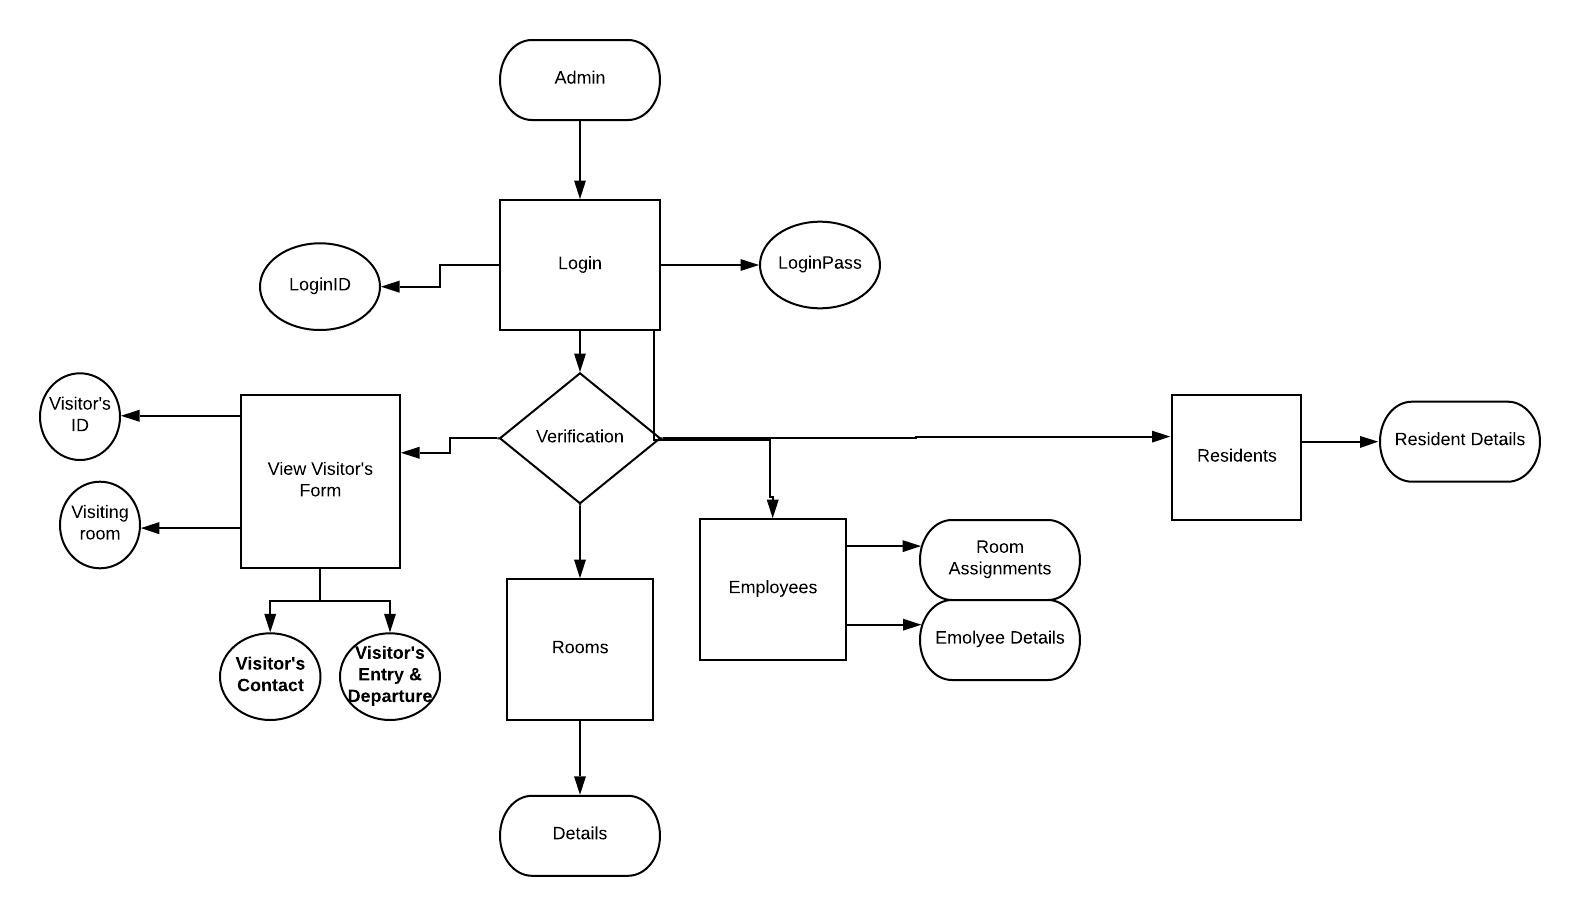 Admin
Login
LoginPass
LoginID
Visitor's
ID
Verification
Resident Details
Residents
View Visitor's
Form
Visiting
room
Room
Assignments
Employees
Emolyee Details
Rooms
Visitor's
Contact
Visitor's
Entry &
Departure
Details